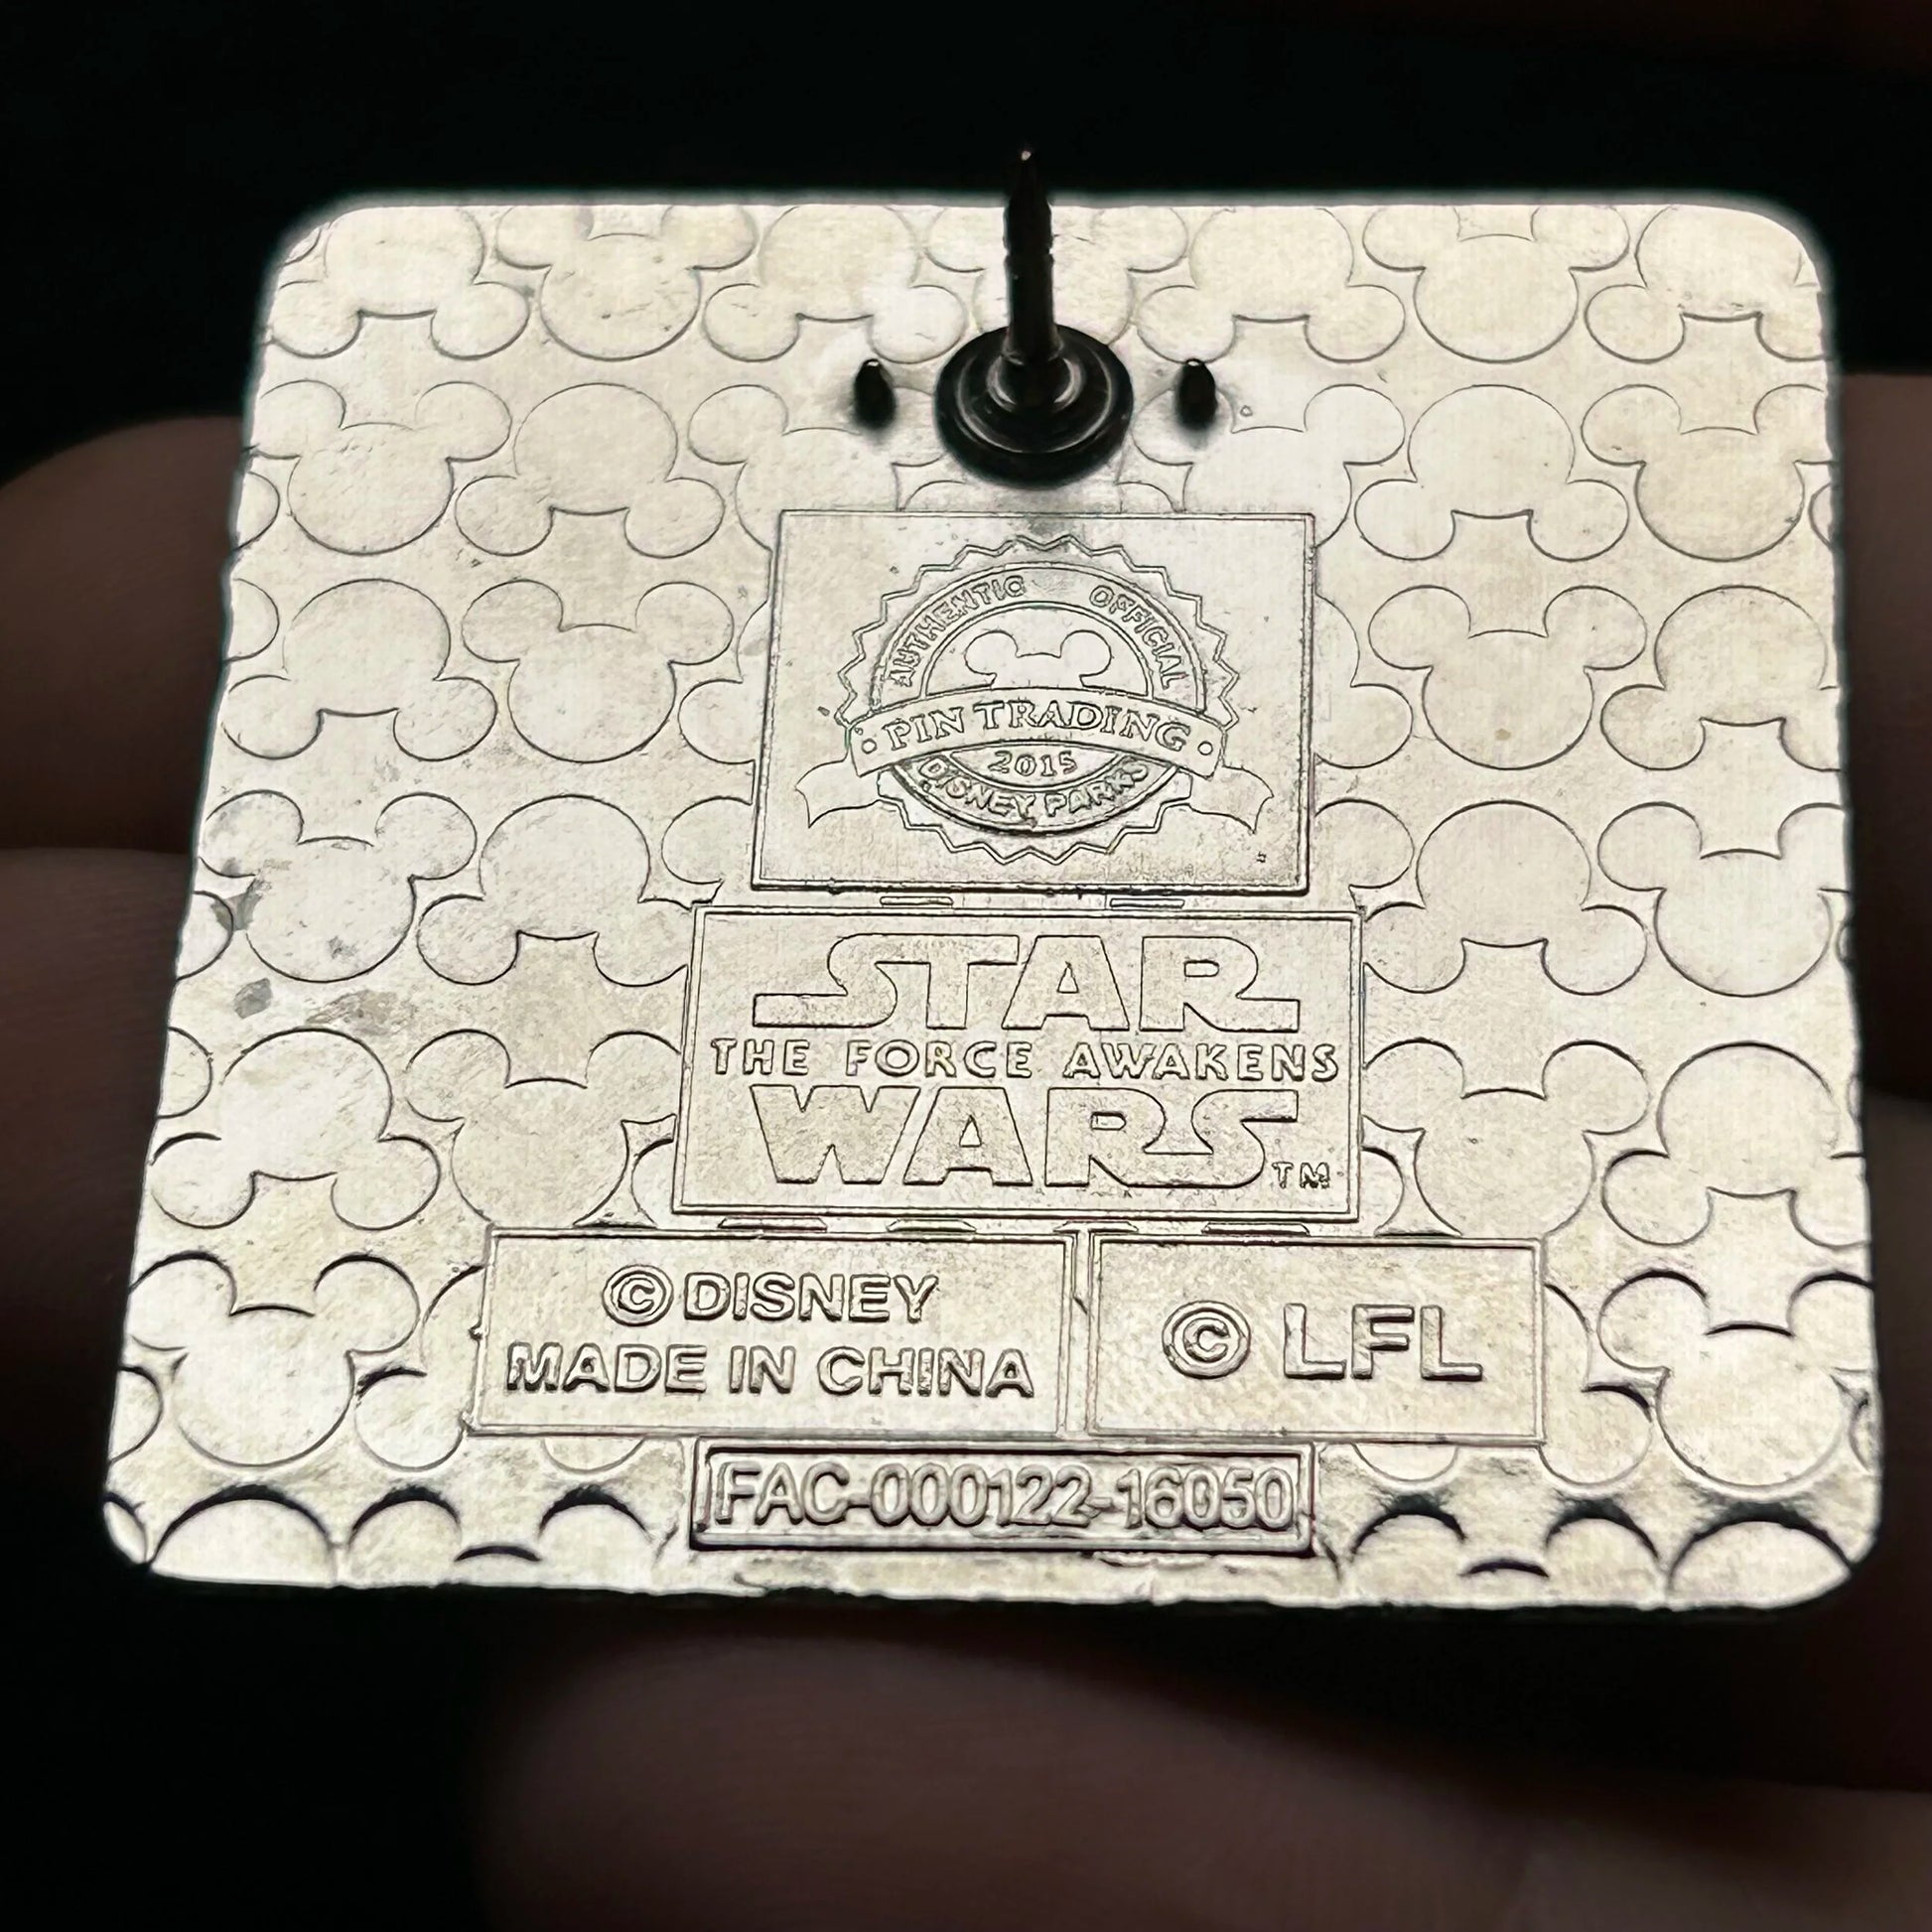 AUTHENTIC OFFICIAL
PIN TRADING
2015
DISNEY PARKS
STAR
THE FORCE AWAKENS
WARS TM
© DISNEY
MADE IN CHINA
© LFL
FAC-000122-16050